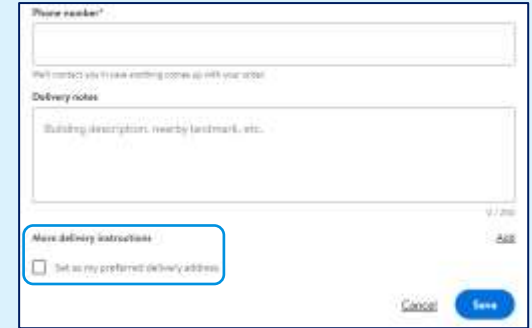 Phone number*
We'll contact you in case anything comes up with your order.
Delivery notes
Building description, nearby landmark, etc.
0 / 250
More delivery instructions
Add
Set as my preferred delivery address
Cancel
Save